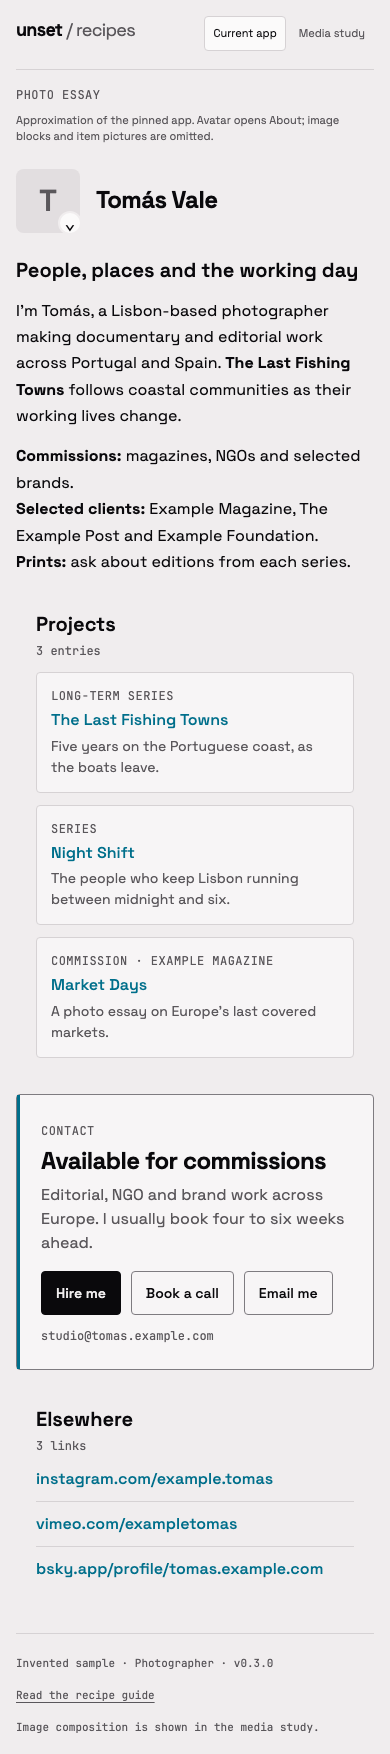 unset / recipes
Current app
Media study
PHOTO ESSAY
Approximation of the pinned app. Avatar opens About; image
blocks and item pictures are omitted.
T
Tomás Vale
People, places and the working day
I'm Tomás, a Lisbon-based photographer
making documentary and editorial work
across Portugal and Spain. The Last Fishing
Towns follows coastal communities as their
working lives change.
Commissions: magazines, NGOs and selected
brands.
Selected clients: Example Magazine, The
Example Post and Example Foundation.
Prints: ask about editions from each series.
Projects
3 entries
LONG-TERM SERIES
The Last Fishing Towns
Five years on the Portuguese coast, as
the boats leave.
SERIES
Night Shift
The people who keep Lisbon running
between midnight and six.
COMMISSION · EXAMPLE MAGAZINE
Market Days
A photo essay on Europe's last covered
markets.
CONTACT
Available for commissions
Editorial, NGO and brand work across
Europe. I usually book four to six weeks
ahead.
Hire me
Book a call
Email me
studio@tomas.example.com
Elsewhere
3 links
instagram.com/example.tomas
vimeo.com/exampletomas
bsky.app/profile/tomas.example.com
Invented sample · Photographer · v0.3.0
Read the recipe guide
Image composition is shown in the media study.